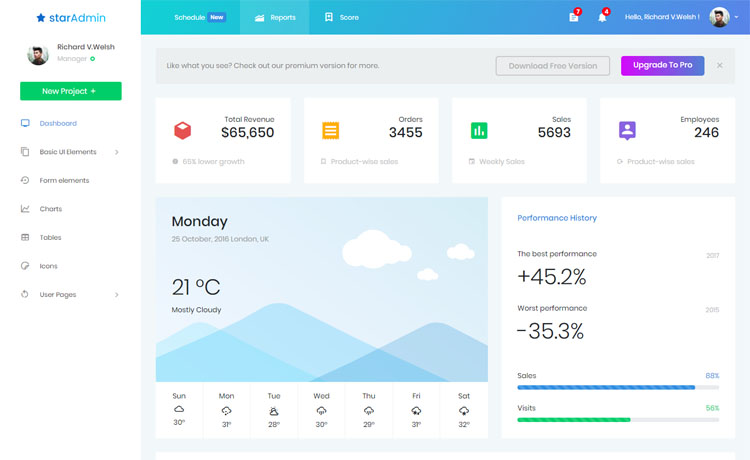 starAdmin
Schedule New
Reports
Score
7
4
Hello, Richard V.Welsh !
Richard V.Welsh
Manager
New Project +
Dashboard
Basic UI Elements
Form elements
Charts
Tables
Icons
User Pages
Like what you see? Check out our premium version for more.
Download Free Version
Upgrade To Pro
Total Revenue
$65,650
65% lower growth
Orders
3455
Product-wise sales
Sales
5693
Weekly Sales
Employees
246
Product-wise sales
Monday
25 October, 2016 London, UK
21 °C
Mostly Cloudy
Sun Mon Tue Wed Thu Fri Sat
30° 31° 28° 30° 29° 31° 32°
Performance History
The best performance 2017
+45.2%
Worst performance 2015
-35.3%
Sales 88%
Visits 56%